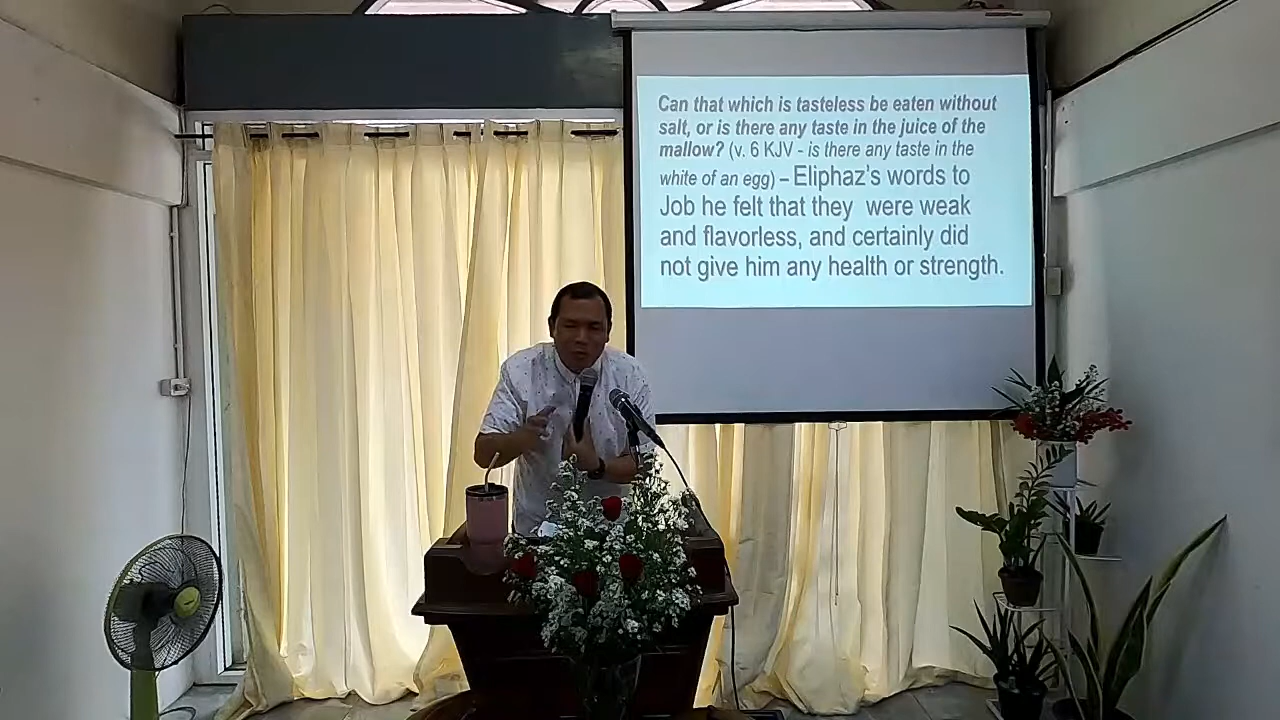 Can that which is tasteless be eaten without
salt, or is there any taste in the juice of the
mallow? (v. 6 KJV - is there any taste in the
white of an egg) – Eliphaz's words to
Job he felt that they were weak
and flavorless, and certainly did
not give him any health or strength.